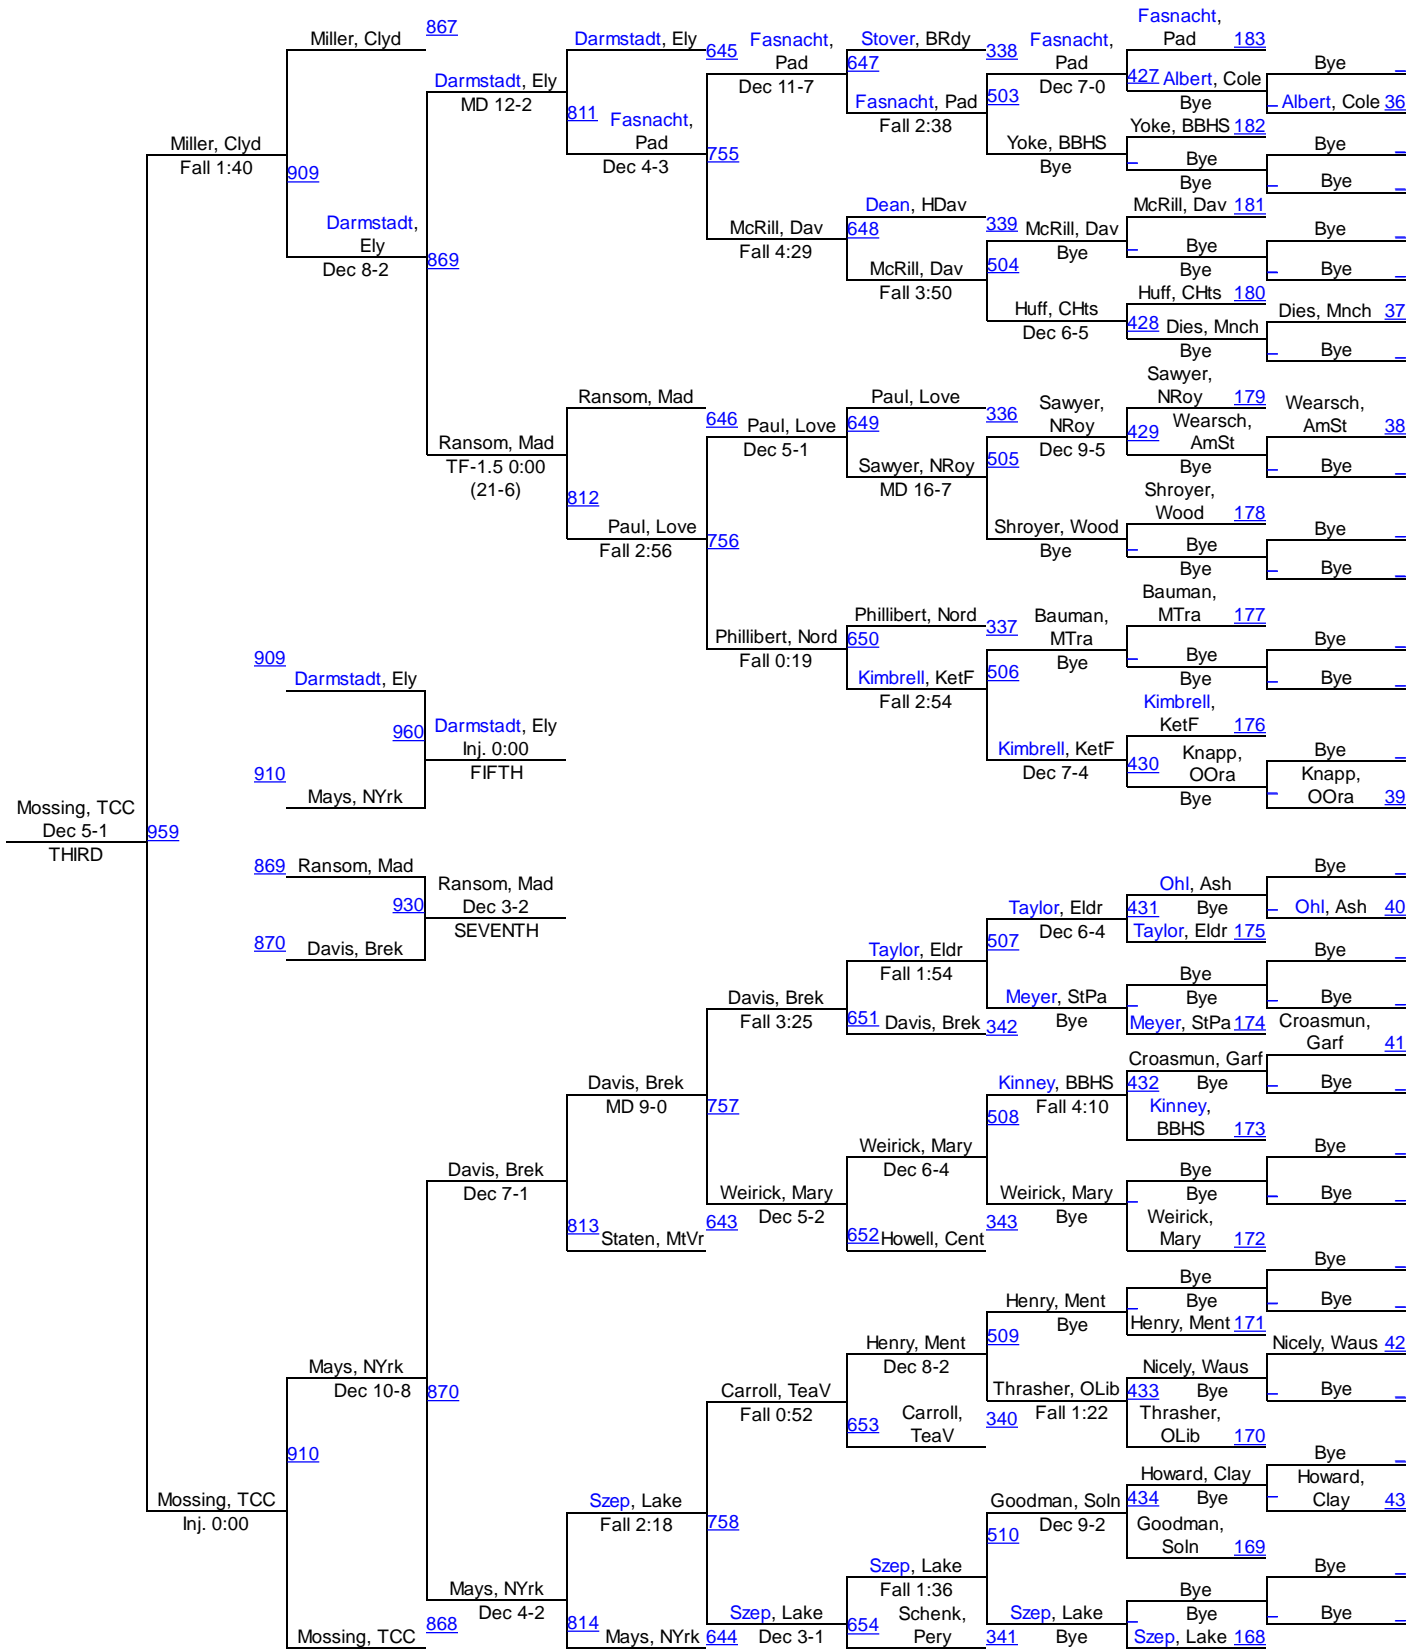 Miller, Clyd 867
Darmstadt, Ely 645
Fasnacht,
Pad
Dec 11-7
Stover, BRdy 338
647
Fasnacht,
Pad
Dec 7-0
Fasnacht,
Pad 183
Bye
427 Albert, Cole
Bye
Albert, Cole 36
Darmstadt, Ely
MD 12-2
811 Fasnacht,
Pad
Dec 4-3
755
Fasnacht, Pad
Fall 2:38
503
Yoke, BBHS
Bye
Yoke, BBHS 182
Bye
Bye
Bye
Bye
Miller, Clyd
Fall 1:40
909
Darmstadt,
Ely
Dec 8-2
869
McRill, Dav
Fall 4:29
Dean, HDav 339
648
McRill, Dav
Fall 3:50
McRill, Dav
Bye
504
McRill, Dav 181
Bye
Bye
Bye
Bye
Huff, CHts
Dec 6-5
Huff, CHts 180
428 Dies, Mnch
Bye
Dies, Mnch 37
Bye
Ransom, Mad
TF-1.5 0:00
(21-6)
Ransom, Mad 646
812
Paul, Love
Fall 2:56
Paul, Love
Dec 5-1
756
Paul, Love 336
649
Sawyer, NRoy
MD 16-7
Sawyer,
NRoy
Dec 9-5
505
Sawyer,
NRoy 179
429 Wearsch,
AmSt
Bye
Wearsch,
AmSt 38
Bye
Shroyer, Wood
Bye
Shroyer,
Wood 178
Bye
Bye
Bye
Bye
Phillibert, Nord
Fall 0:19
Phillibert, Nord 337
650
Kimbrell, KetF
Fall 2:54
Bauman,
MTra
Bye
506
Bauman,
MTra 177
Bye
Bye
Bye
Bye
Kimbrell, KetF
Dec 7-4
Kimbrell,
KetF 176
430 Knapp,
OOra
Bye
Bye
Knapp,
OOra 39
909
Darmstadt, Ely
960
Darmstadt, Ely
Inj. 0:00
FIFTH
910
Mays, NYrk
Mossing, TCC
Dec 5-1
THIRD
959
869 Ransom, Mad
930
Ransom, Mad
Dec 3-2
SEVENTH
870
Davis, Brek
Taylor, Eldr
Fall 1:54
507
Taylor, Eldr
Dec 6-4
Ohl, Ash
431 Bye
Taylor, Eldr 175
Bye
Ohl, Ash 40
Davis, Brek
Fall 3:25
651 Davis, Brek 342
Meyer, StPa
Bye
Bye
Bye
Meyer, StPa 174
Bye
Bye
Davis, Brek
MD 9-0
757
Kinney, BBHS
Fall 4:10
508
Croasmun, Garf
432 Bye
Kinney,
BBHS 173
Croasmun,
Garf 41
Bye
Davis, Brek
Dec 7-1
813 Staten, MtVr 643
Weirick, Mary
Dec 5-2
Weirick, Mary
Dec 6-4
652 Howell, Cent 343
Weirick, Mary
Bye
Bye
Bye
Weirick,
Mary 172
Bye
Bye
Mays, NYrk
Dec 10-8
870
Carroll, TeaV
Fall 0:52
Henry, Ment
Dec 8-2
653 Carroll,
TeaV
340
Henry, Ment
Bye
509
Bye
Bye
Henry, Ment 171
Bye
Bye
Thrasher, OLib
Fall 1:22
Nicely, Waus
433 Bye
Thrasher,
OLib 170
Nicely, Waus 42
Bye
910
Mossing, TCC
Inj. 0:00
Szep, Lake
Fall 2:18
758
Goodman, Soln
Dec 9-2
510
Howard, Clay
434 Bye
Goodman,
Soln 169
Bye
Howard,
Clay 43
Mays, NYrk
Dec 4-2
814
Mays, NYrk 644
Szep, Lake
Dec 3-1
Szep, Lake
Fall 1:36
654 Schenk,
Pery 341
Szep, Lake
Bye
Bye
Bye
Szep, Lake 168
Bye
Bye
Mossing, TCC 868